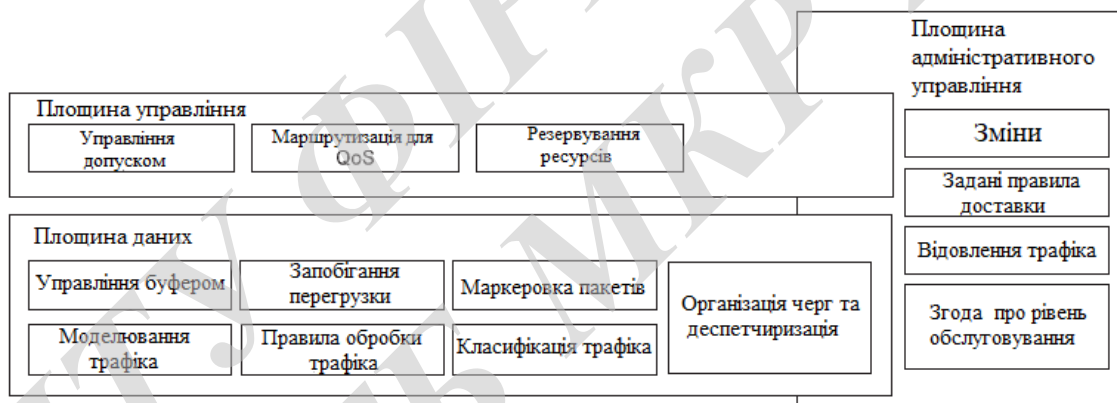 Площина
адміністративного
управління
Площина управління
Управління
допуском
Маршрутизація для
QoS
Резервування
ресурсів
Зміни
Задані правила
доставки
Площина даних
Управління буфером
Запобігання
перегрузки
Маркеровка пакетів
Організація черг та
деспетчиризація
Моделювання
трафіка
Правила обробки
трафіка
Класифікація трафіка
Відовлення трафіка
Згода про рівень
обслуговування